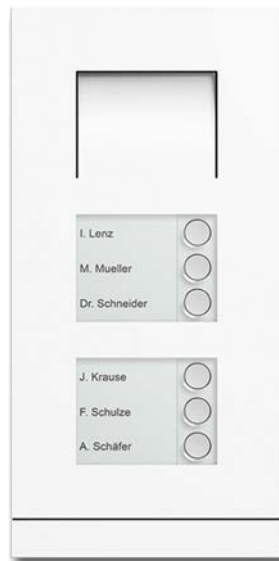 I. Lenz
M. Mueller
Dr. Schneider
J. Krause
F. Schulze
A. Schäfer